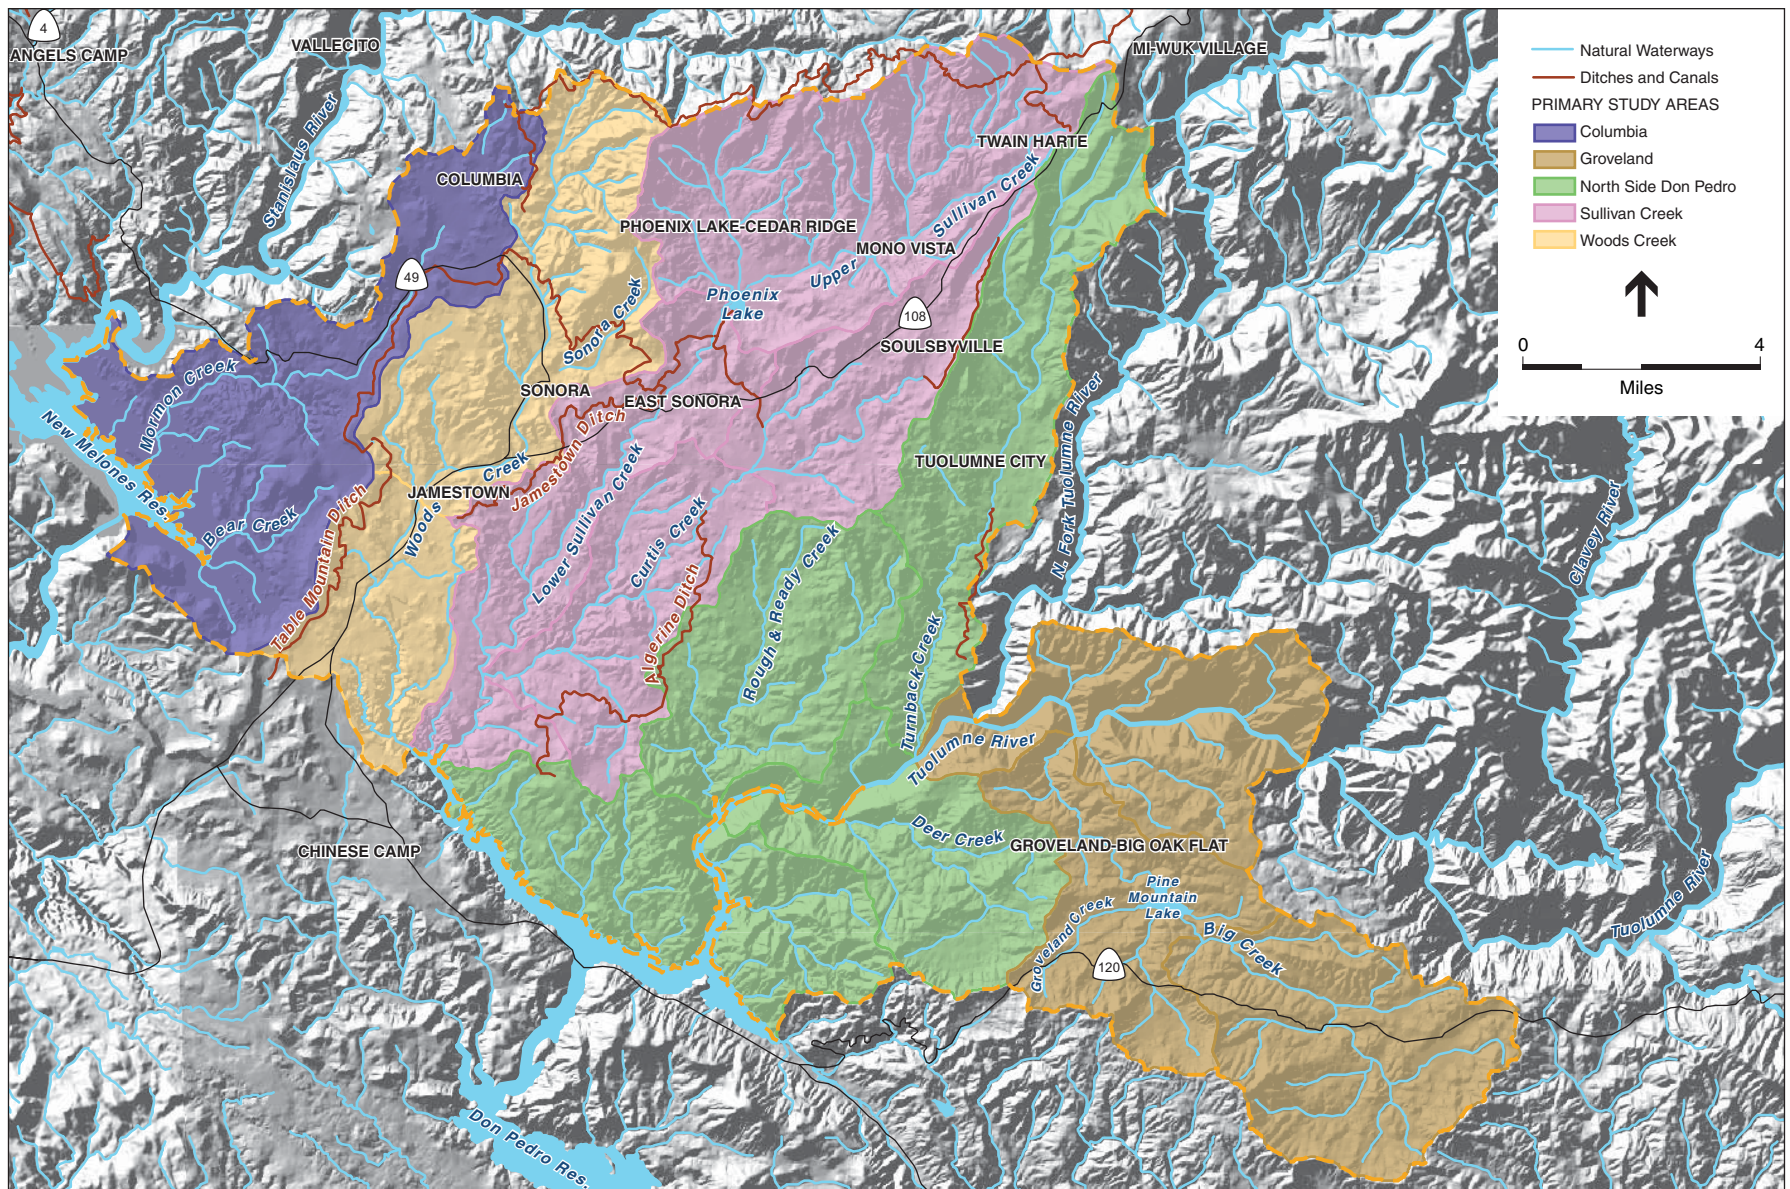 4
ANGELS CAMP
VALLECITO
MI-WUK VILLAGE
Stanislaus River
COLUMBIA
TWAIN HARTE
PHOENIX LAKE-CEDAR RIDGE
Upper Sullivan Creek
MONO VISTA
49
Phoenix
Lake
108
Sonora Creek
SOULSBYVILLE
Mormon Creek
SONORA
EAST SONORA
Jamestown Ditch
New Melones Res.
N. Fork Tuolumne River
TUOLUMNE CITY
JAMESTOWN
Woods Creek
Lower Sullivan Creek
Curtis Creek
Bear Creek
Clavey River
Table Mountain Ditch
Algerine Ditch
Rough & Ready Creek
Turnback Creek
Tuolumne River
Deer Creek
GROVELAND-BIG OAK FLAT
CHINESE CAMP
Pine
Mountain
Lake
Groveland Creek
Big Creek
Tuolumne River
120
Don Pedro Res.
Natural Waterways
Ditches and Canals
PRIMARY STUDY AREAS
Columbia
Groveland
North Side Don Pedro
Sullivan Creek
Woods Creek
0 4
Miles